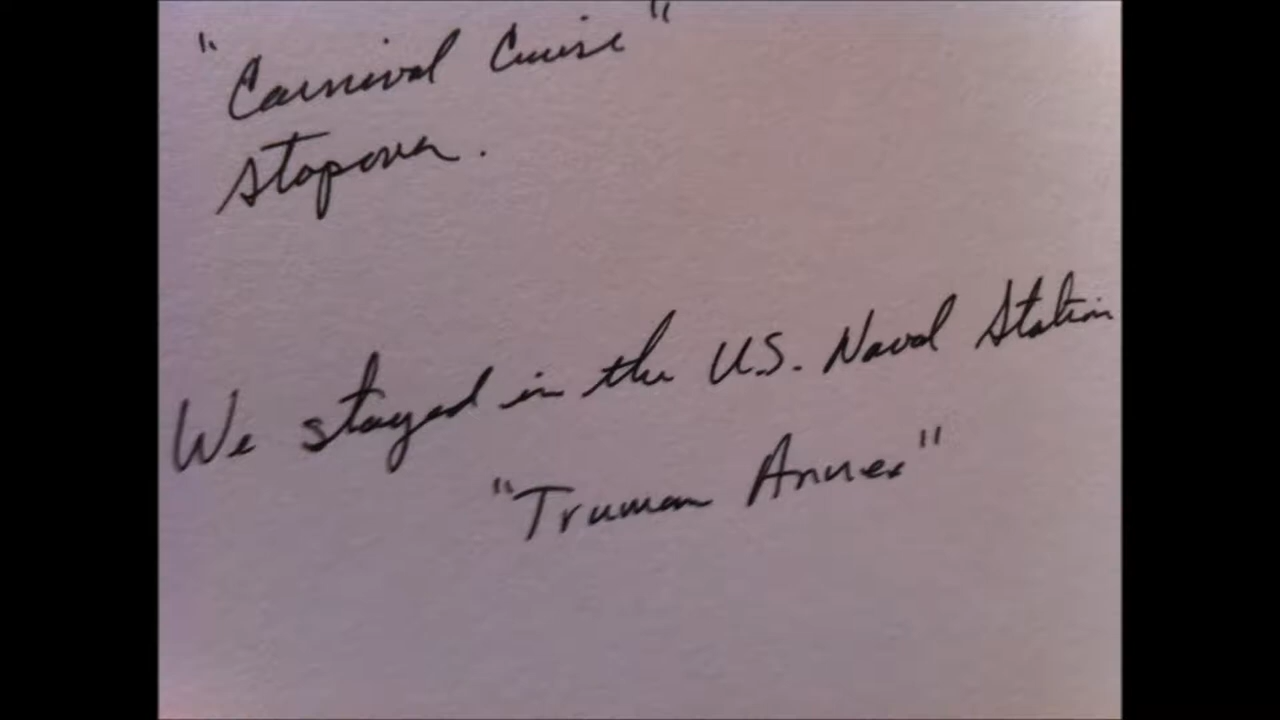 "Carnival Cruise"
Stopover.
We stayed in the U.S. Naval Station
"Truman Annex"